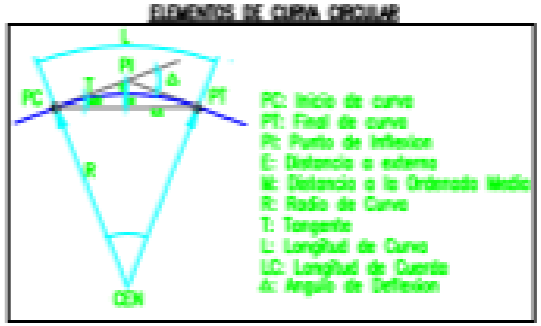 ELEMENTOS DE CURVA CIRCULAR
L
PI
T
Δ
PC
PT
R
CEN
PC: Inicio de curva
PT: Final de curva
PI: Punto de Inflexion
E: Distancia a externa
M: Distancia a la Ordenada Media
R: Radio de Curva
T: Tangente
L: Longitud de Curva
LC: Longitud de Cuerda
Δ: Angulo de Deflexion